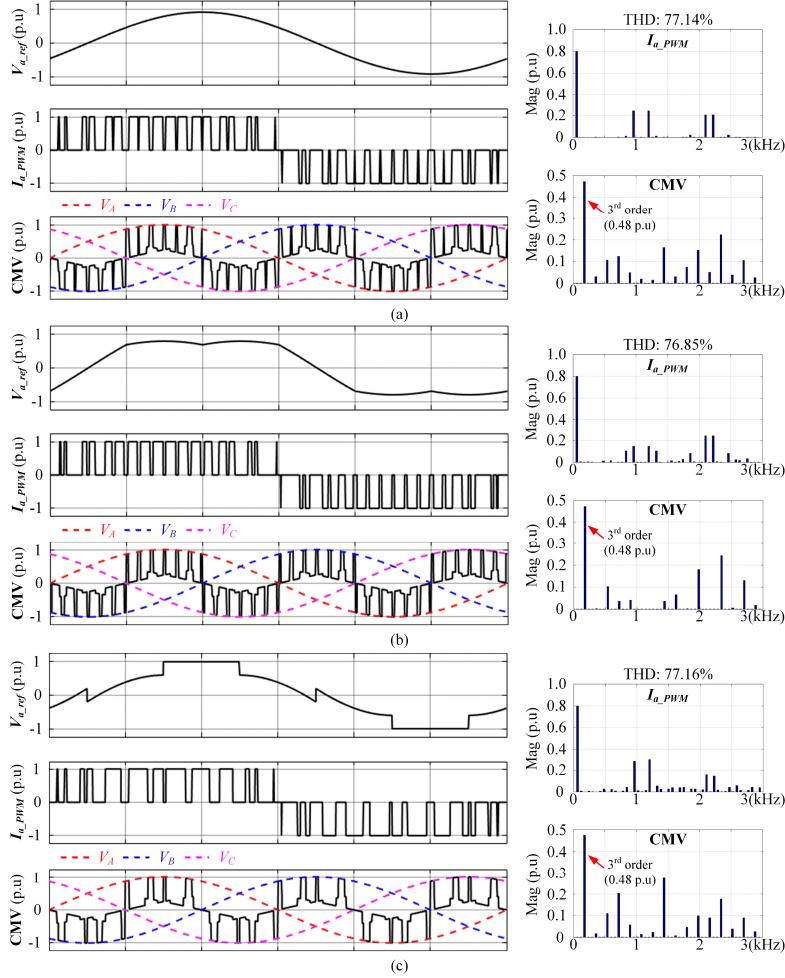 V_a_ref (p.u)
1
0
-1
I_a_PWM (p.u)
1
0
-1
V_A V_B V_C
CMV (p.u)
1
0
-1
THD: 77.14%
I_a_PWM
Mag (p.u)
1.0
0.8
0.6
0.4
0.2
0
0 1 2 3(kHz)
CMV
Mag (p.u)
0.5
0.4
0.3
0.2
0.1
0
3rd order
(0.48 p.u)
0 1 2 3(kHz)
(a)
V_a_ref (p.u)
1
0
-1
I_a_PWM (p.u)
1
0
-1
V_A V_B V_C
CMV (p.u)
1
0
-1
THD: 76.85%
I_a_PWM
Mag (p.u)
1.0
0.8
0.6
0.4
0.2
0
0 1 2 3(kHz)
CMV
Mag (p.u)
0.5
0.4
0.3
0.2
0.1
0
3rd order
(0.48 p.u)
0 1 2 3(kHz)
(b)
V_a_ref (p.u)
1
0
-1
I_a_PWM (p.u)
1
0
-1
V_A V_B V_C
CMV (p.u)
1
0
-1
THD: 77.16%
I_a_PWM
Mag (p.u)
1.0
0.8
0.6
0.4
0.2
0
0 1 2 3(kHz)
CMV
Mag (p.u)
0.5
0.4
0.3
0.2
0.1
0
3rd order
(0.48 p.u)
0 1 2 3(kHz)
(c)